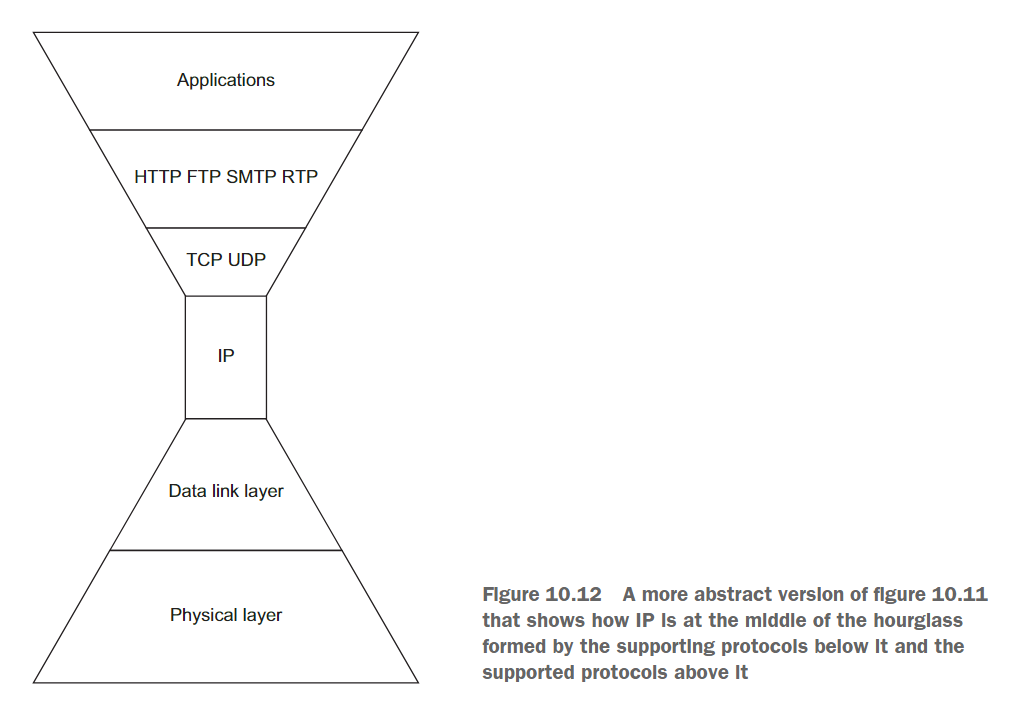 Applications
HTTP FTP SMTP RTP
TCP UDP
IP
Data link layer
Physical layer
Figure 10.12 A more abstract version of figure 10.11
that shows how IP is at the middle of the hourglass
formed by the supporting protocols below it and the
supported protocols above it